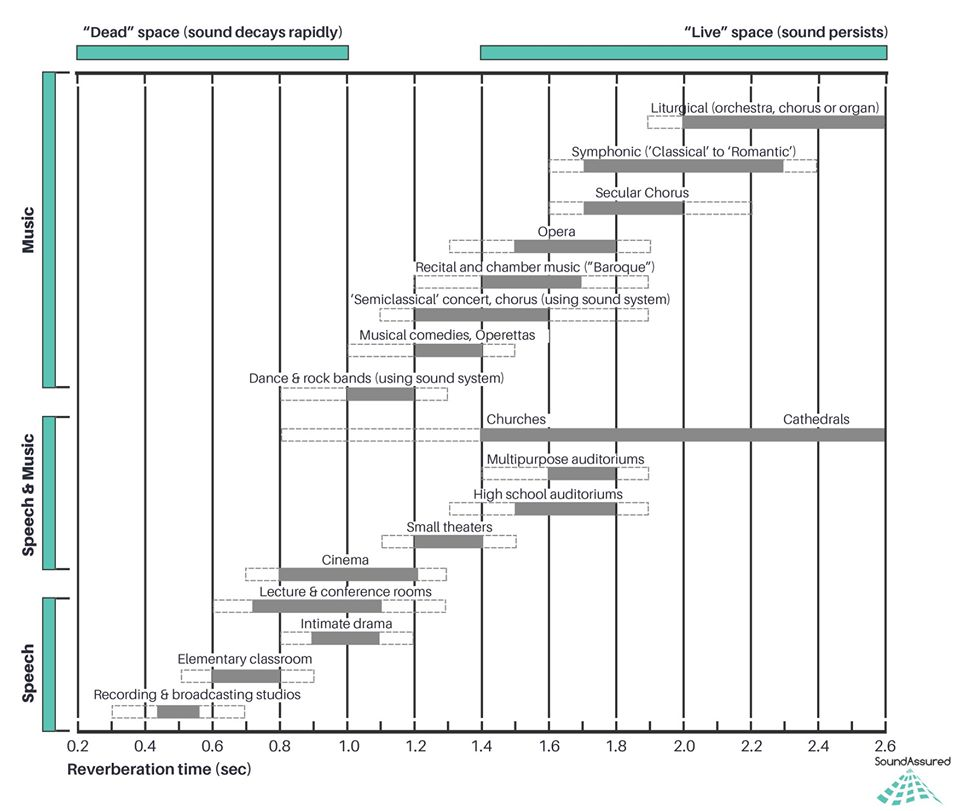 “Dead” space (sound decays rapidly)
“Live” space (sound persists)
Music
Liturgical (orchestra, chorus or organ)
Symphonic (’Classical’ to ‘Romantic’)
Secular Chorus
Opera
Recital and chamber music (”Baroque”)
‘Semiclassical’ concert, chorus (using sound system)
Musical comedies, Operettas
Dance & rock bands (using sound system)
Speech & Music
Churches
Cathedrals
Multipurpose auditoriums
High school auditoriums
Small theaters
Cinema
Speech
Lecture & conference rooms
Intimate drama
Elementary classroom
Recording & broadcasting studios
0.2 0.4 0.6 0.8 1.0 1.2 1.4 1.6 1.8 2.0 2.2 2.4 2.6
Reverberation time (sec)
SoundAssured